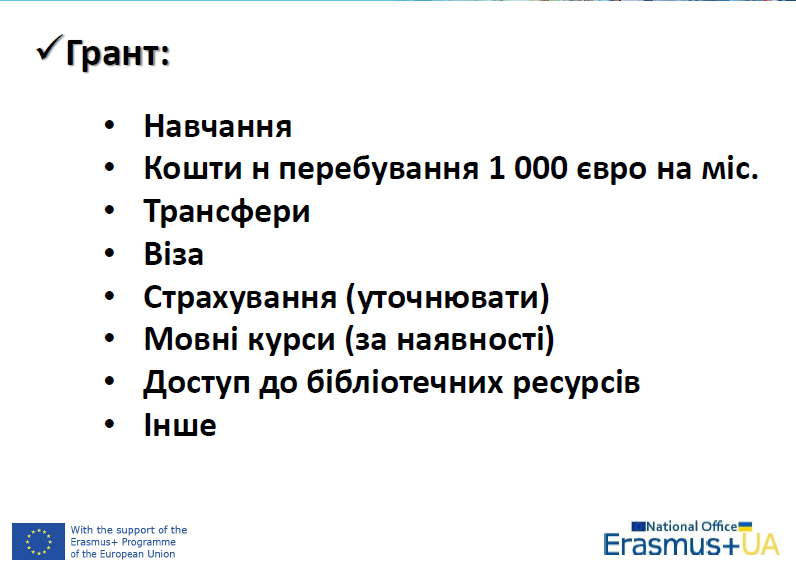 Грант:
Навчання
Кошти н перебування 1 000 євро на міс.
Трансфери
Віза
Страхування (уточнювати)
Мовні курси (за наявності)
Доступ до бібліотечних ресурсів
Інше
With the support of the
Erasmus+ Programme
of the European Union
National Office
Erasmus+UA